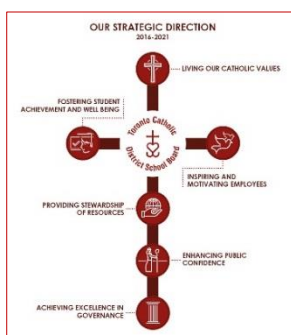 OUR STRATEGIC DIRECTION
2016-2021
LIVING OUR CATHOLIC VALUES
FOSTERING STUDENT
ACHIEVEMENT AND WELL BEING
Toronto Catholic
District School Board
INSPIRING AND
MOTIVATING EMPLOYEES
PROVIDING STEWARDSHIP
OF RESOURCES
ENHANCING PUBLIC
CONFIDENCE
ACHIEVING EXCELLENCE IN
GOVERNANCE